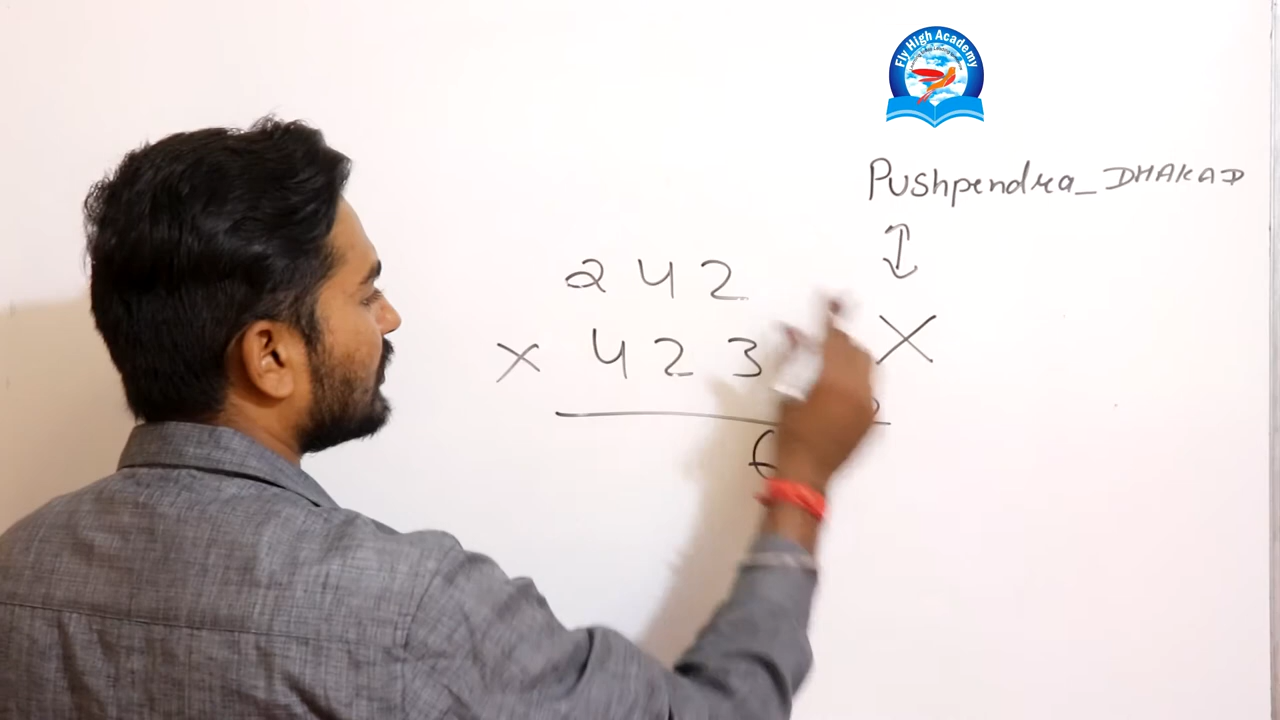 Fly High Academy
Pushpendra_DHAKAD
↕
242
× 423 ×
6